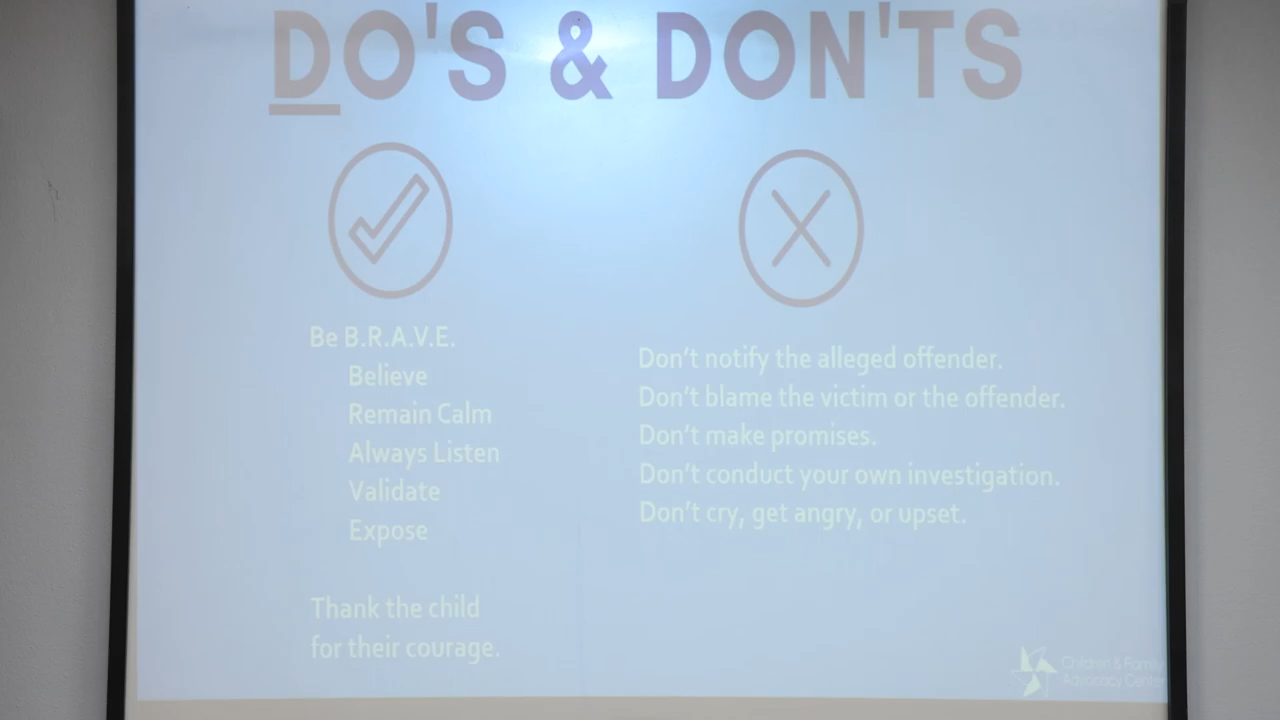 DO'S & DON'TS
Be B.R.A.V.E.
Believe
Remain Calm
Always Listen
Validate
Expose
Thank the child
for their courage.
Don't notify the alleged offender.
Don't blame the victim or the offender.
Don't make promises.
Don't conduct your own investigation.
Don't cry, get angry, or upset.
Children & Family
Advocacy Center